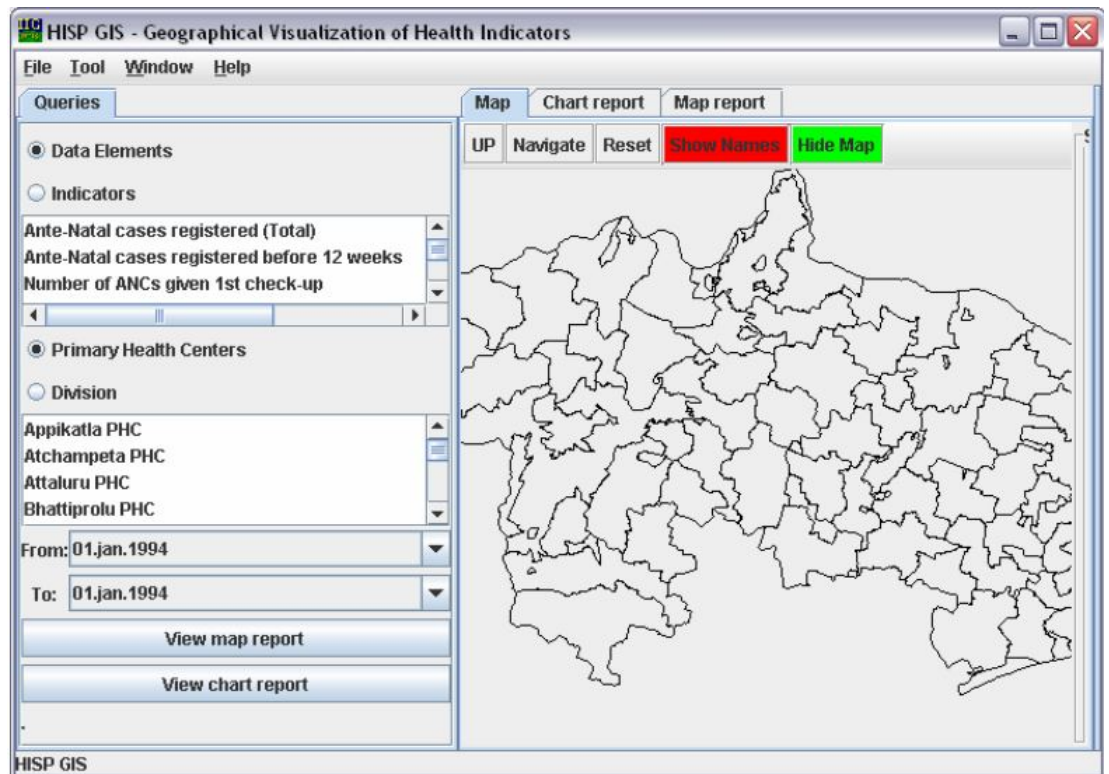 HISP GIS - Geographical Visualization of Health Indicators
File Tool Window Help
Queries
Data Elements
Indicators
Ante-Natal cases registered (Total)
Ante-Natal cases registered before 12 weeks
Number of ANCs given 1st check-up
Primary Health Centers
Division
Appikatla PHC
Atchampeta PHC
Attaluru PHC
Bhattiprolu PHC
From: 01.jan.1994
To: 01.jan.1994
View map report
View chart report
.
Map Chart report Map report
UP Navigate Reset Show Names Hide Map
HISP GIS